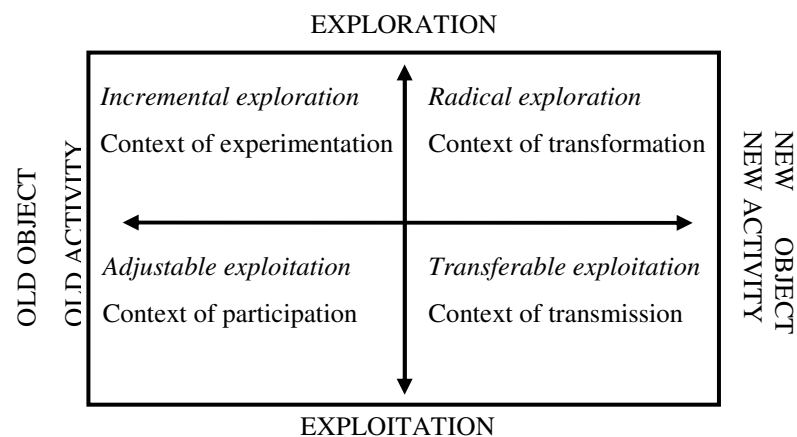 EXPLORATION
Incremental exploration
Context of experimentation
Radical exploration
Context of transformation
OLD OBJECT
OLD ACTIVITY
NEW OBJECT
NEW ACTIVITY
Adjustable exploitation
Context of participation
Transferable exploitation
Context of transmission
EXPLOITATION